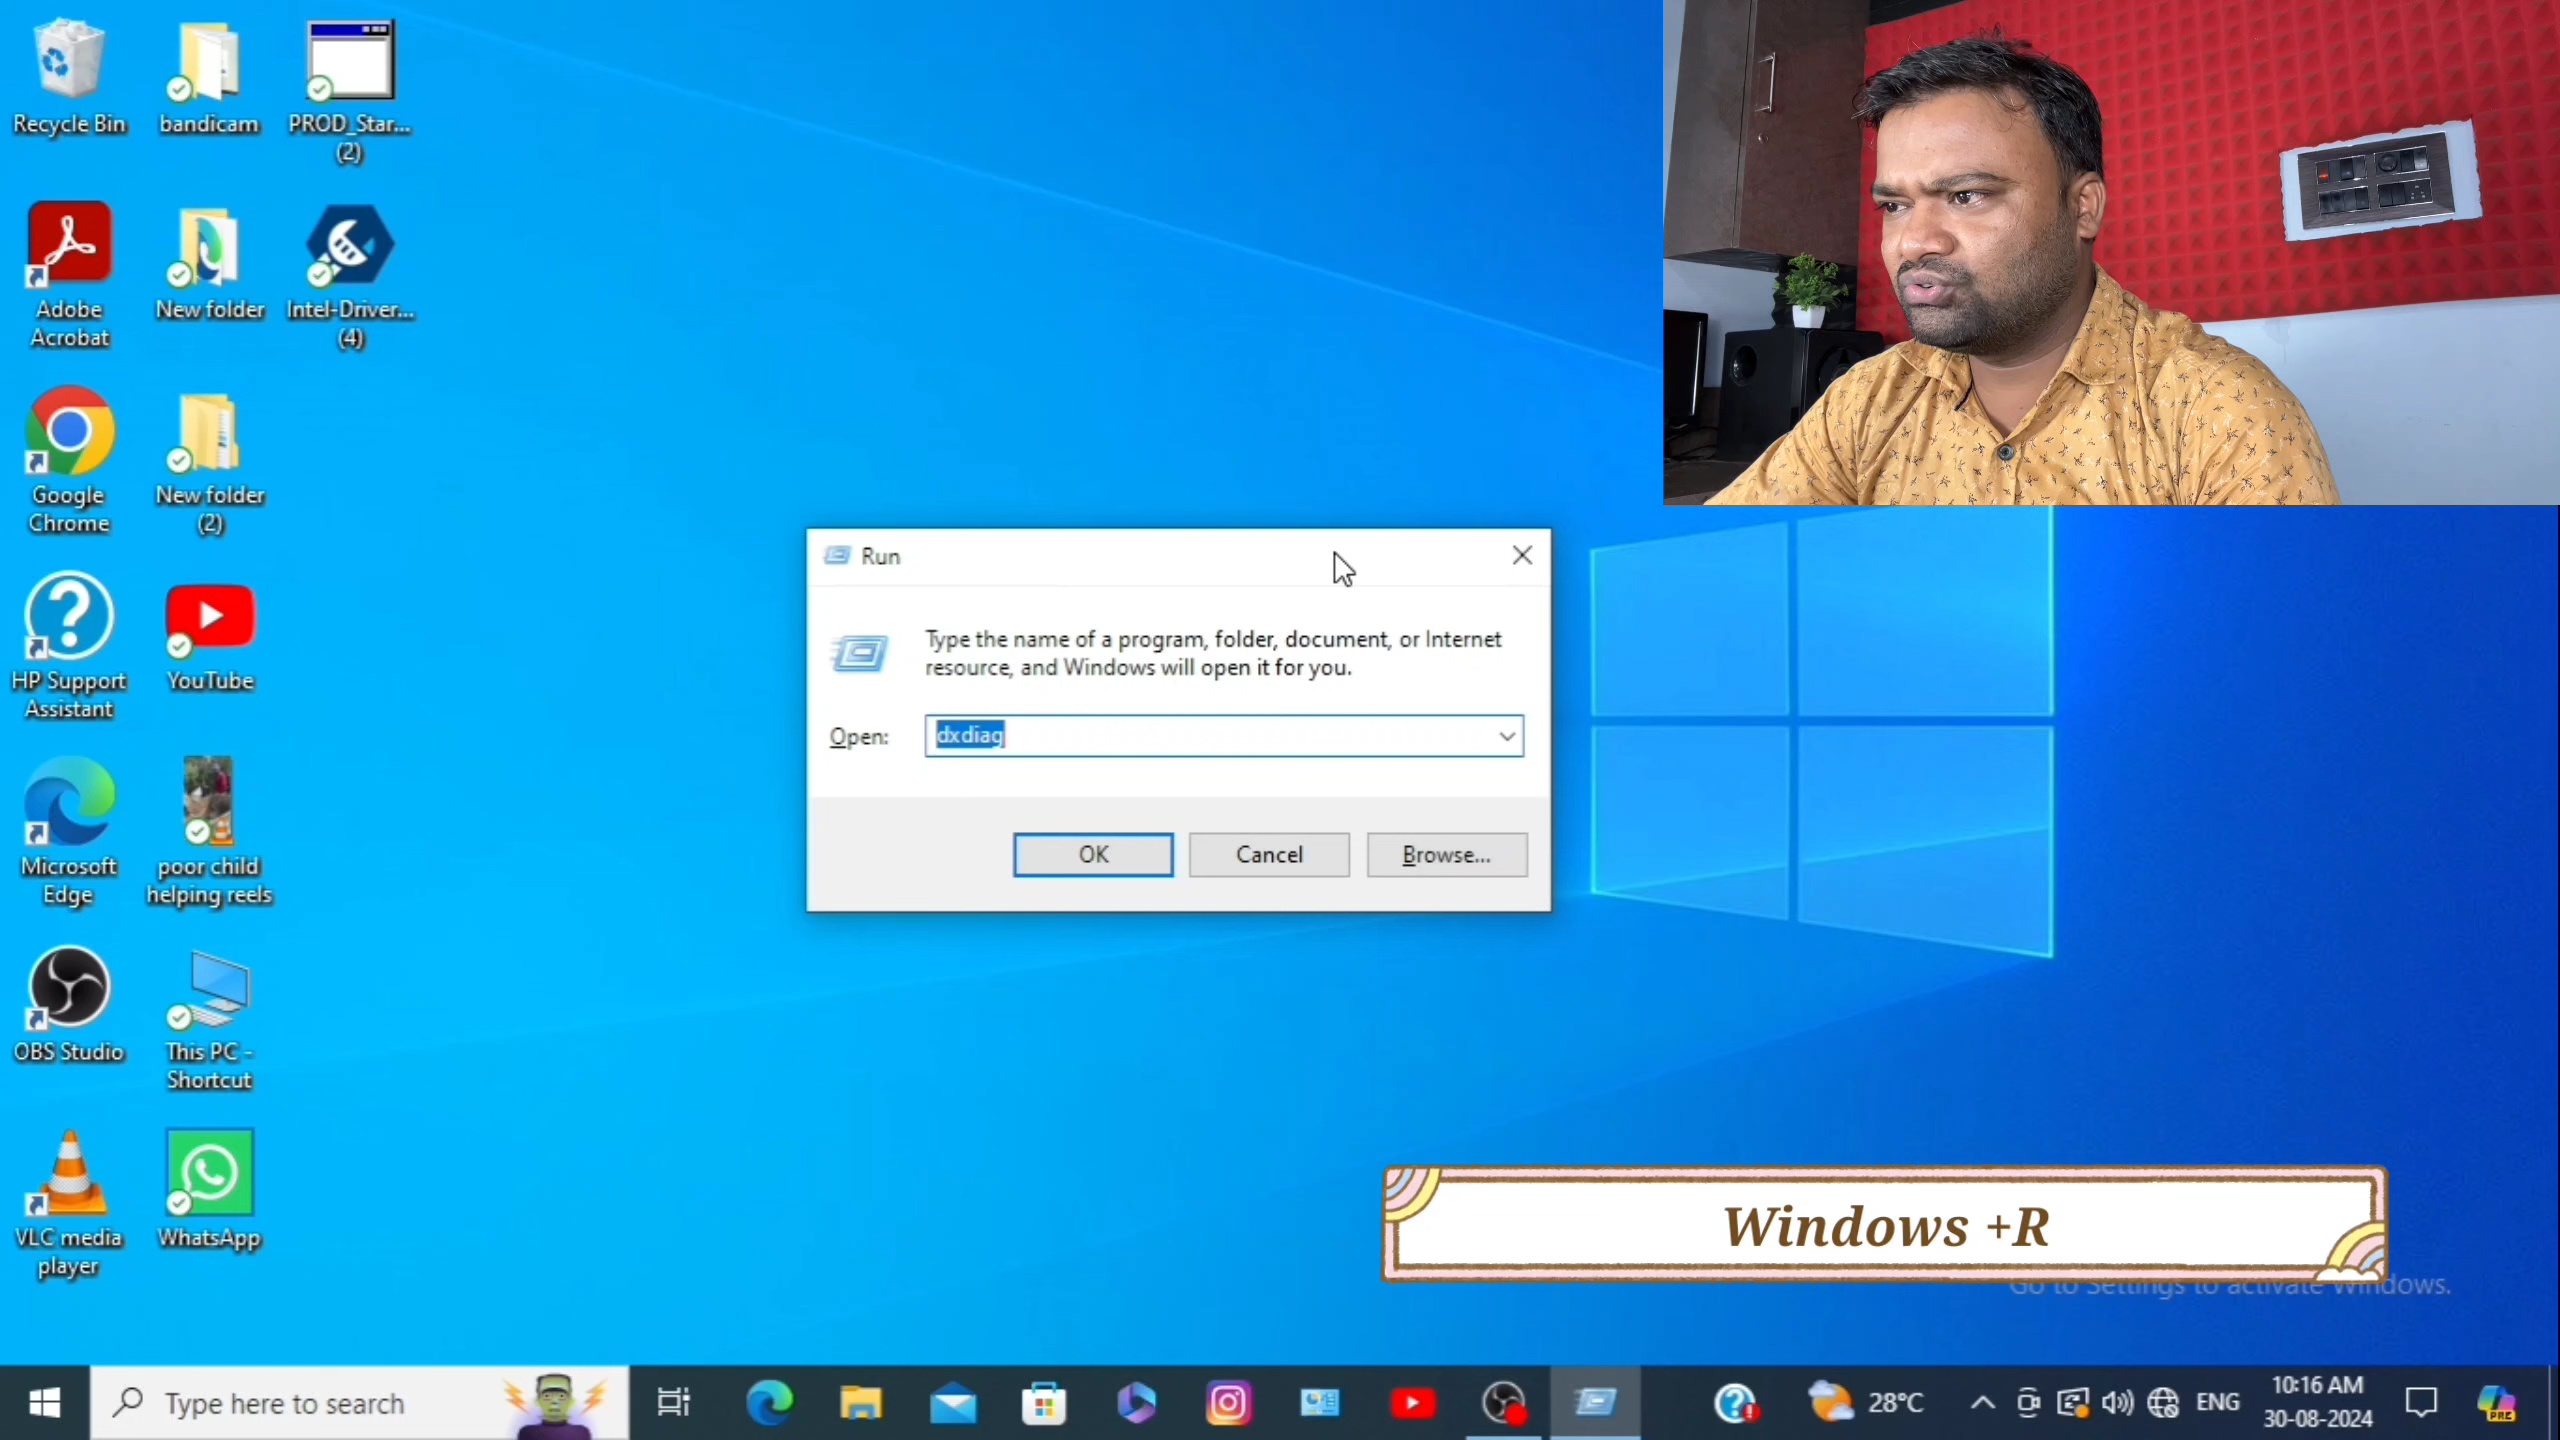 Recycle Bin
bandicam
PROD_Star...
(2)
Adobe
Acrobat
New folder
Intel-Driver...
(4)
Google
Chrome
New folder
(2)
HP Support
Assistant
YouTube
Microsoft
Edge
poor child
helping reels
OBS Studio
This PC -
Shortcut
VLC media
player
WhatsApp
Run
Type the name of a program, folder, document, or Internet
resource, and Windows will open it for you.
Open:
dxdiag
OK
Cancel
Browse...
Windows +R
Go to Settings to activate Windows.
Type here to search
28°C
ENG
10:16 AM
30-08-2024
PRE